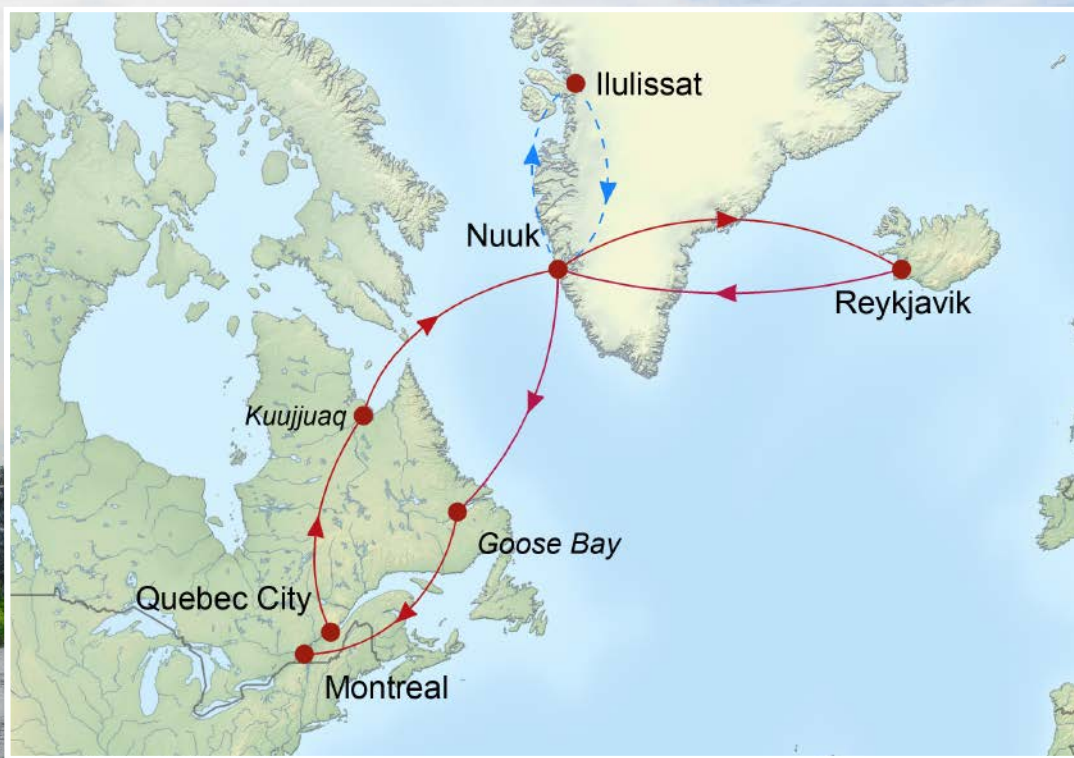 Ilulissat
Nuuk
Reykjavik
Kuujjuaq
Goose Bay
Quebec City
Montreal